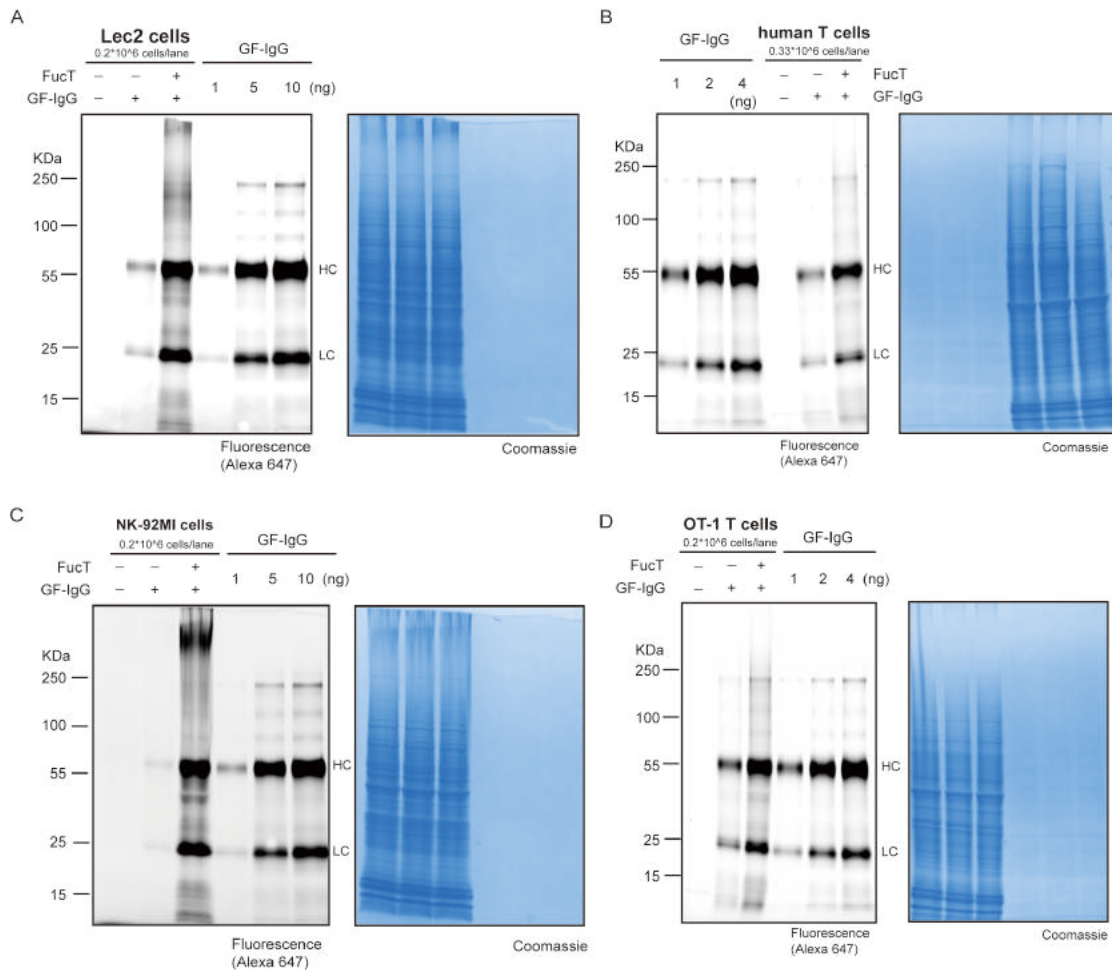 A
Lec2 cells
0.2*10^6 cells/lane
GF-IgG
FucT – – + 1 5 10 (ng)
GF-IgG – + +
KDa
250
100
55
25
15
HC
LC
Fluorescence
(Alexa 647)
Coomassie
B
GF-IgG
human T cells
0.33*10^6 cells/lane
1 2 4 – – + FucT
(ng) – + + GF-IgG
KDa
250
100
55
25
15
HC
LC
Fluorescence
(Alexa 647)
Coomassie
C
NK-92MI cells
0.2*10^6 cells/lane
GF-IgG
FucT – – + 1 5 10 (ng)
GF-IgG – + +
KDa
250
100
55
25
15
HC
LC
Fluorescence
(Alexa 647)
Coomassie
D
OT-1 T cells
0.2*10^6 cells/lane
GF-IgG
FucT – – + 1 2 4 (ng)
GF-IgG – + +
KDa
250
100
55
25
15
HC
LC
Fluorescence
(Alexa 647)
Coomassie